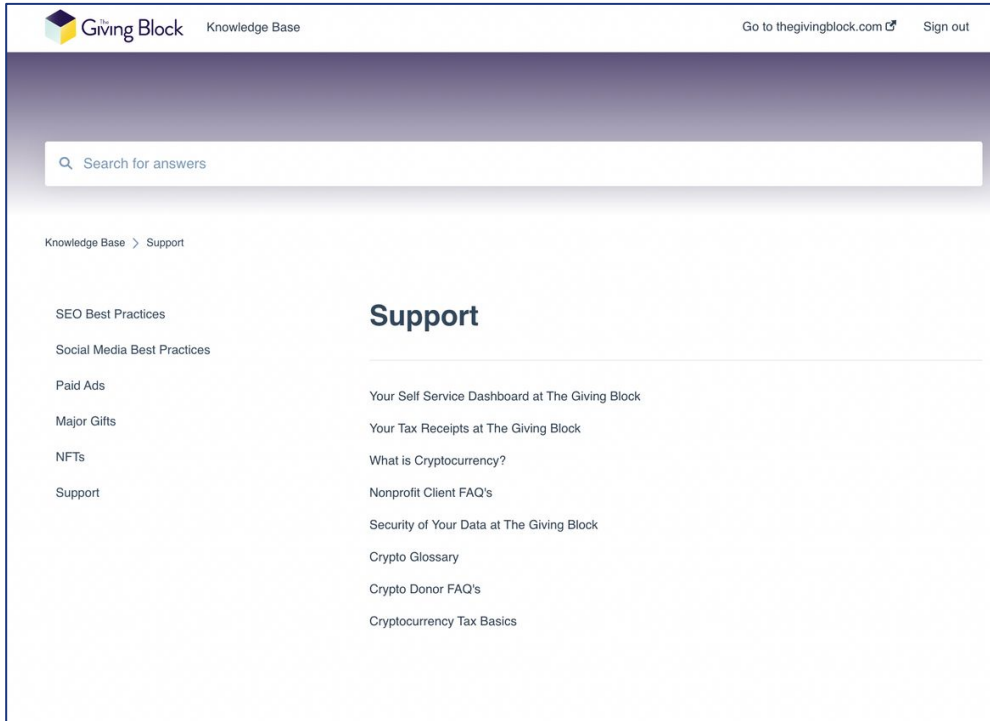 The Giving Block Knowledge Base Go to thegivingblock.com Sign out
Search for answers
Knowledge Base > Support
SEO Best Practices
Social Media Best Practices
Paid Ads
Major Gifts
NFTs
Support
Support
Your Self Service Dashboard at The Giving Block
Your Tax Receipts at The Giving Block
What is Cryptocurrency?
Nonprofit Client FAQ's
Security of Your Data at The Giving Block
Crypto Glossary
Crypto Donor FAQ's
Cryptocurrency Tax Basics